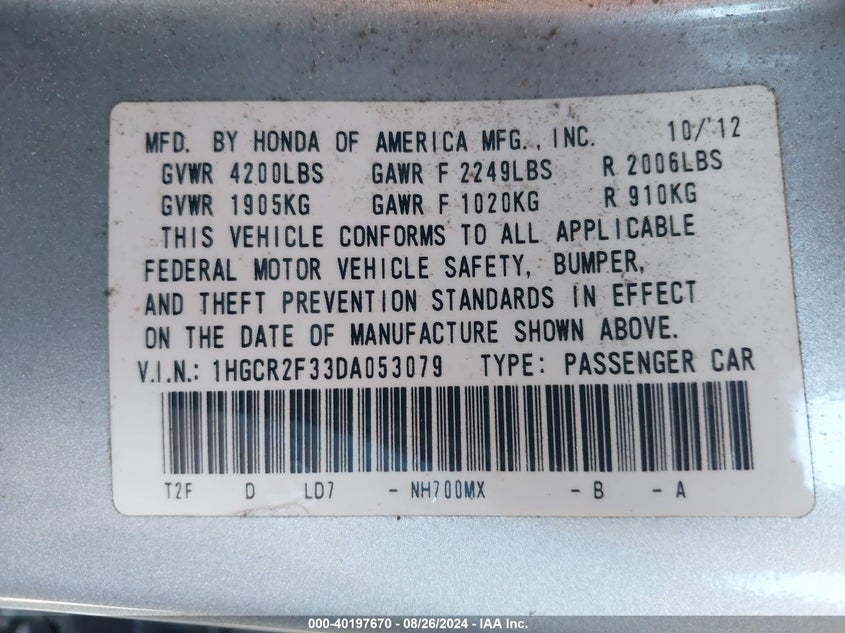 MFD. BY HONDA OF AMERICA MFG., INC. 10/'12
GVWR 4200LBS GAWR F 2249LBS R 2006LBS
GVWR 1905KG GAWR F 1020KG R 910KG
THIS VEHICLE CONFORMS TO ALL APPLICABLE
FEDERAL MOTOR VEHICLE SAFETY, BUMPER,
AND THEFT PREVENTION STANDARDS IN EFFECT
ON THE DATE OF MANUFACTURE SHOWN ABOVE.
V.I.N.: 1HGCR2F33DA053079 TYPE: PASSENGER CAR
T2F D LD7 - NH700MX - B - A
000-40197670 - 08/26/2024 - IAA Inc.